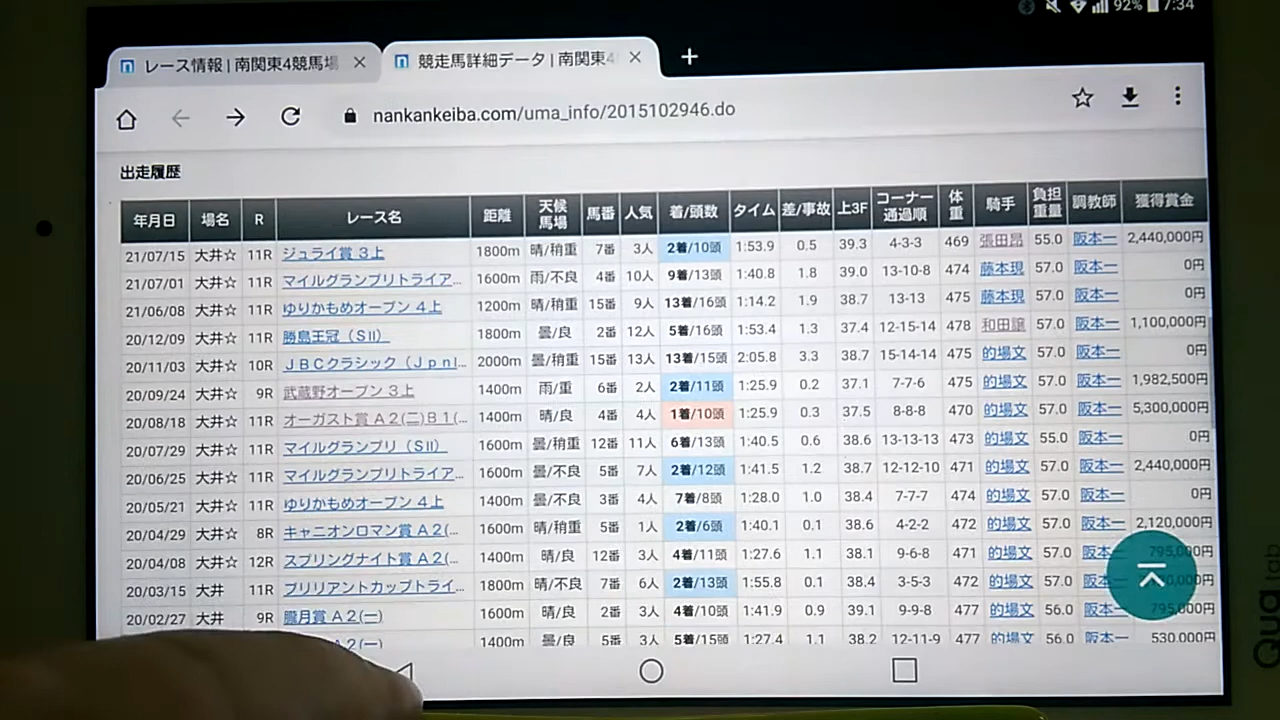 92% 7:34
レース情報 | 南関東4競馬場
競走馬詳細データ | 南関東4
nankankeiba.com/uma_info/2015102946.do
出走履歴
年月日 場名 R レース名 距離 天候馬場 馬番 人気 着/頭数 タイム 差/事故 上3F コーナー通過順 体重 騎手 負担重量 調教師 獲得賞金
21/07/15 大井☆ 11R ジュライ賞 3上 1800m 晴/稍重 7番 3人 2着/10頭 1:53.9 0.5 39.3 4-3-3 469 張田昂 55.0 阪本一 2,440,000円
21/07/01 大井☆ 11R マイルグランプリトライア... 1600m 雨/不良 4番 10人 9着/13頭 1:40.8 1.8 39.0 13-10-8 474 藤本現 57.0 阪本一 0円
21/06/08 大井☆ 11R ゆりかもめオープン 4上 1200m 晴/稍重 15番 9人 13着/16頭 1:14.2 1.9 38.7 13-13 475 藤本現 57.0 阪本一 0円
20/12/09 大井☆ 11R 勝島王冠（SⅡ） 1800m 曇/良 2番 12人 5着/16頭 1:53.4 1.3 37.4 12-15-14 478 和田譲 57.0 阪本一 1,100,000円
20/11/03 大井☆ 10R ＪＢＣクラシック（ＪｐｎⅠ... 2000m 曇/稍重 15番 13人 13着/15頭 2:05.8 3.3 38.7 15-14-14 475 的場文 57.0 阪本一 0円
20/09/24 大井☆ 9R 武蔵野オープン 3上 1400m 雨/重 6番 2人 2着/11頭 1:25.9 0.2 37.1 7-7-6 475 的場文 57.0 阪本一 1,982,500円
20/08/18 大井☆ 11R オーガスト賞 A2(二)B1(... 1400m 晴/良 4番 4人 1着/10頭 1:25.9 0.3 37.5 8-8-8 470 的場文 57.0 阪本一 5,300,000円
20/07/29 大井☆ 11R マイルグランプリ（SⅡ） 1600m 曇/稍重 12番 11人 6着/13頭 1:40.5 0.6 38.6 13-13-13 473 的場文 55.0 阪本一 0円
20/06/25 大井☆ 11R マイルグランプリトライア... 1600m 曇/不良 5番 7人 2着/12頭 1:41.5 1.2 38.7 12-12-10 471 的場文 57.0 阪本一 2,440,000円
20/05/21 大井☆ 11R ゆりかもめオープン 4上 1400m 曇/不良 3番 4人 7着/8頭 1:28.0 1.0 38.4 7-7-7 474 的場文 57.0 阪本一 0円
20/04/29 大井☆ 8R キャニオンロマン賞 A2(... 1600m 晴/稍重 5番 1人 2着/6頭 1:40.1 0.1 38.6 4-2-2 472 的場文 57.0 阪本一 2,120,000円
20/04/08 大井☆ 12R スプリングナイト賞 A2(... 1400m 晴/良 12番 3人 4着/11頭 1:27.6 1.1 38.1 9-6-8 471 的場文 57.0 阪本一 795,000円
20/03/15 大井 11R ブリリアントカップトライ... 1800m 晴/不良 7番 6人 2着/13頭 1:55.8 0.1 38.4 3-5-3 472 的場文 57.0 阪本一
20/02/27 大井 9R 朧月賞 A2(一) 1600m 晴/良 2番 3人 4着/10頭 1:41.9 0.9 39.1 9-9-8 477 的場文 56.0 阪本一 795,000円
A2(一) 1400m 曇/良 5番 3人 5着/15頭 1:27.4 1.1 38.2 12-11-9 477 的場文 56.0 阪本一 530,000円
Qua tab